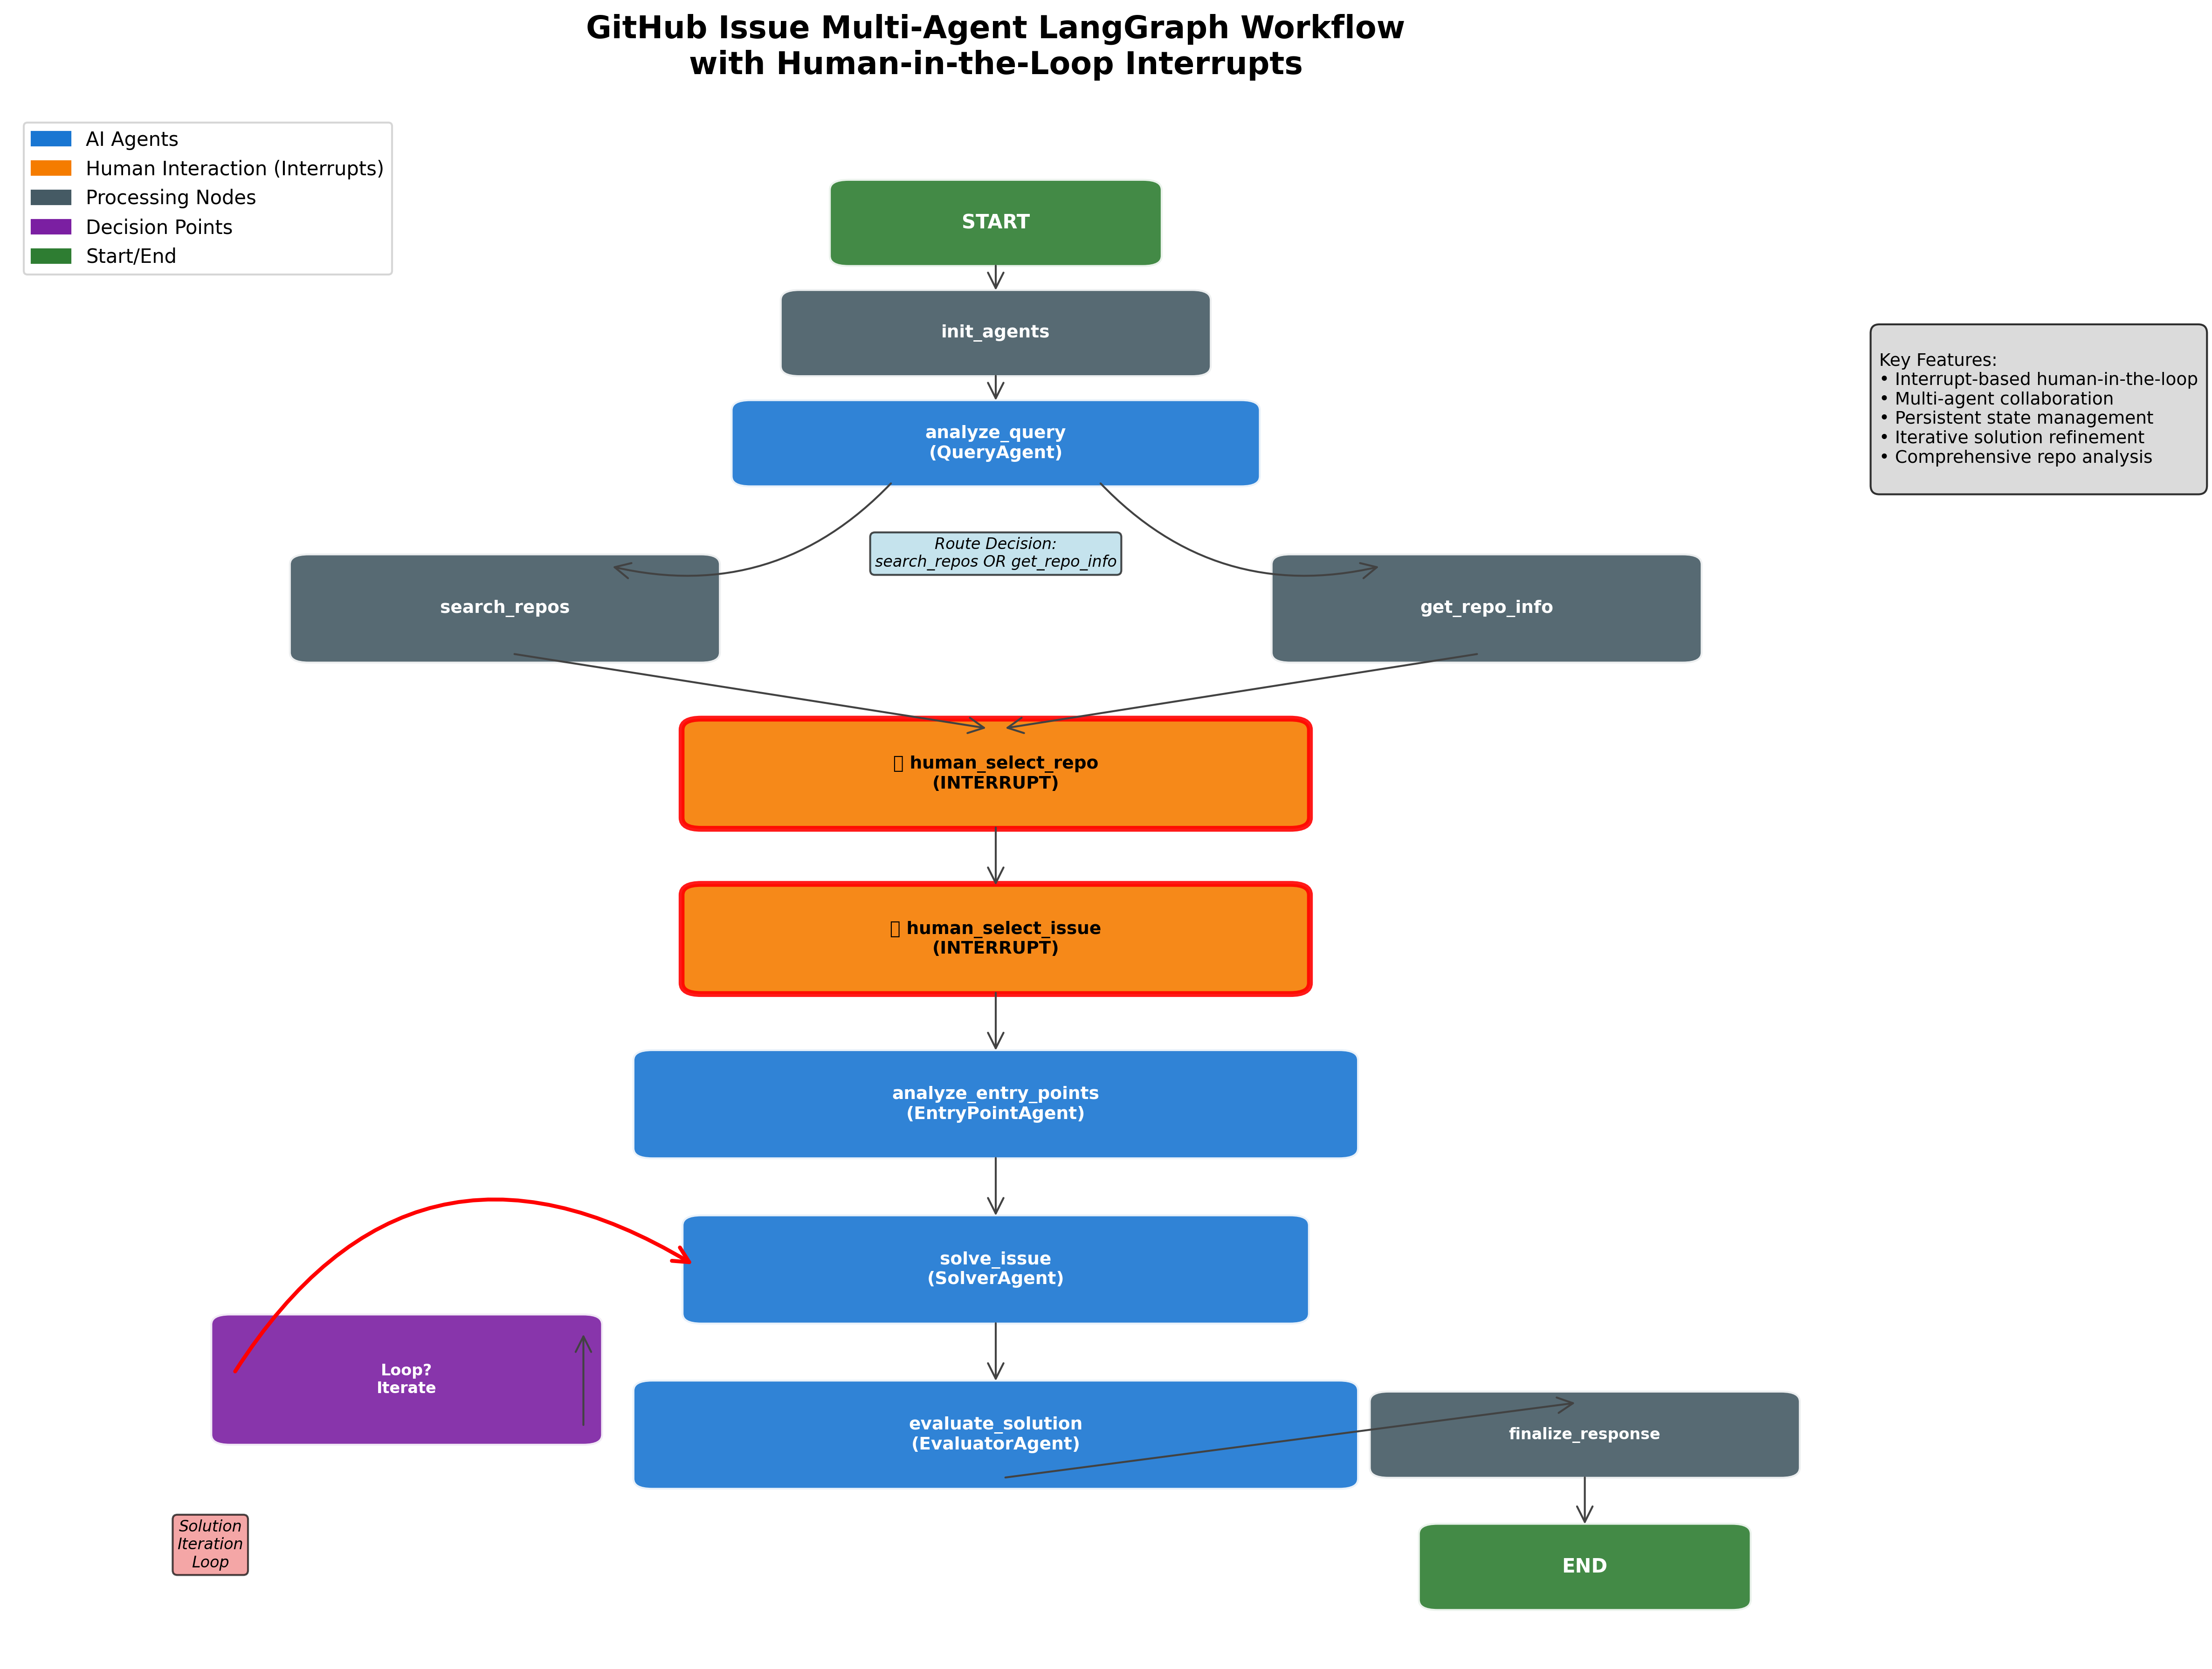 GitHub Issue Multi-Agent LangGraph Workflow
with Human-in-the-Loop Interrupts
AI Agents
Human Interaction (Interrupts)
Processing Nodes
Decision Points
Start/End
START
init_agents
Key Features:
• Interrupt-based human-in-the-loop
• Multi-agent collaboration
• Persistent state management
• Iterative solution refinement
• Comprehensive repo analysis
analyze_query
(QueryAgent)
Route Decision:
search_repos OR get_repo_info
search_repos
get_repo_info
human_select_repo
(INTERRUPT)
human_select_issue
(INTERRUPT)
analyze_entry_points
(EntryPointAgent)
solve_issue
(SolverAgent)
Loop?
Iterate
evaluate_solution
(EvaluatorAgent)
finalize_response
Solution
Iteration
Loop
END